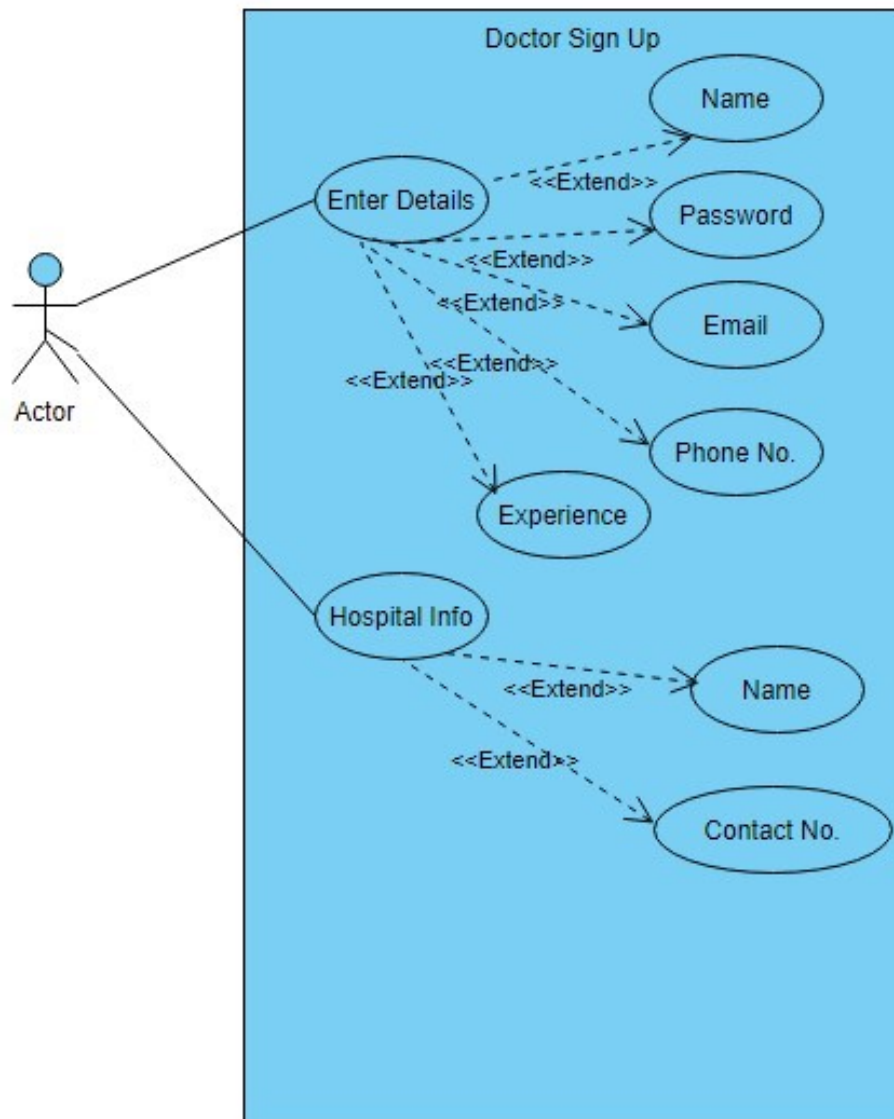 Doctor Sign Up
Name
<<Extend>>
Enter Details
Password
<<Extend>>
<<Extend>>
Email
<<Extend>>
<<Extend>>
Actor
Phone No.
Experience
Hospital Info
<<Extend>>
Name
<<Extend>>
Contact No.